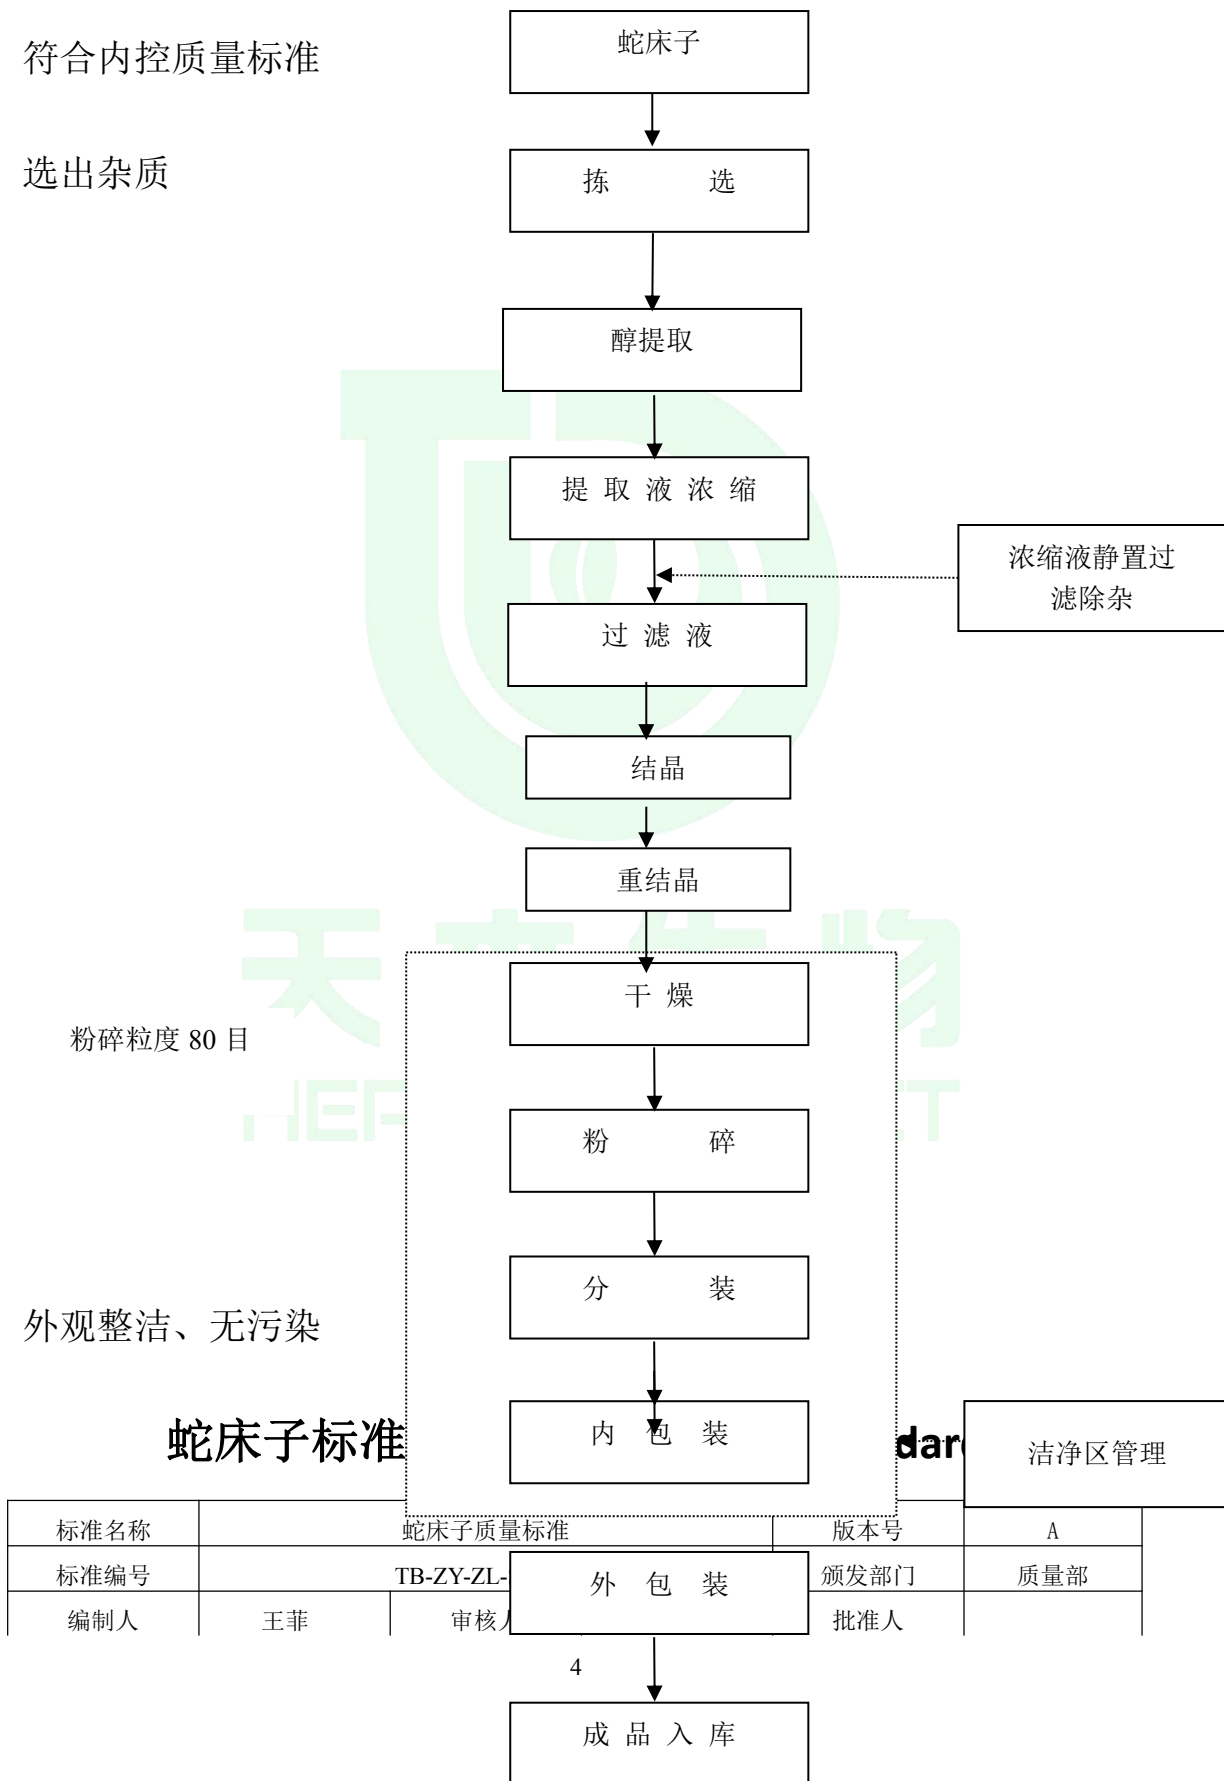 符合内控质量标准
蛇床子
选出杂质
拣 选
醇提取
提 取 液 浓 缩
浓缩液静置过
滤除杂
过 滤 液
结晶
重结晶
天 生 物
干 燥
粉碎粒度 80 目
粉 碎
分 装
外观整洁、无污染
蛇床子标准
内 包 装
洁净区管理
标准名称 蛇床子质量标准 版本号 A
标准编号 TB-ZY-ZL- 颁发部门 质量部
外 包 装
编制人 王菲 审核 批准人
4
成 品 入 库